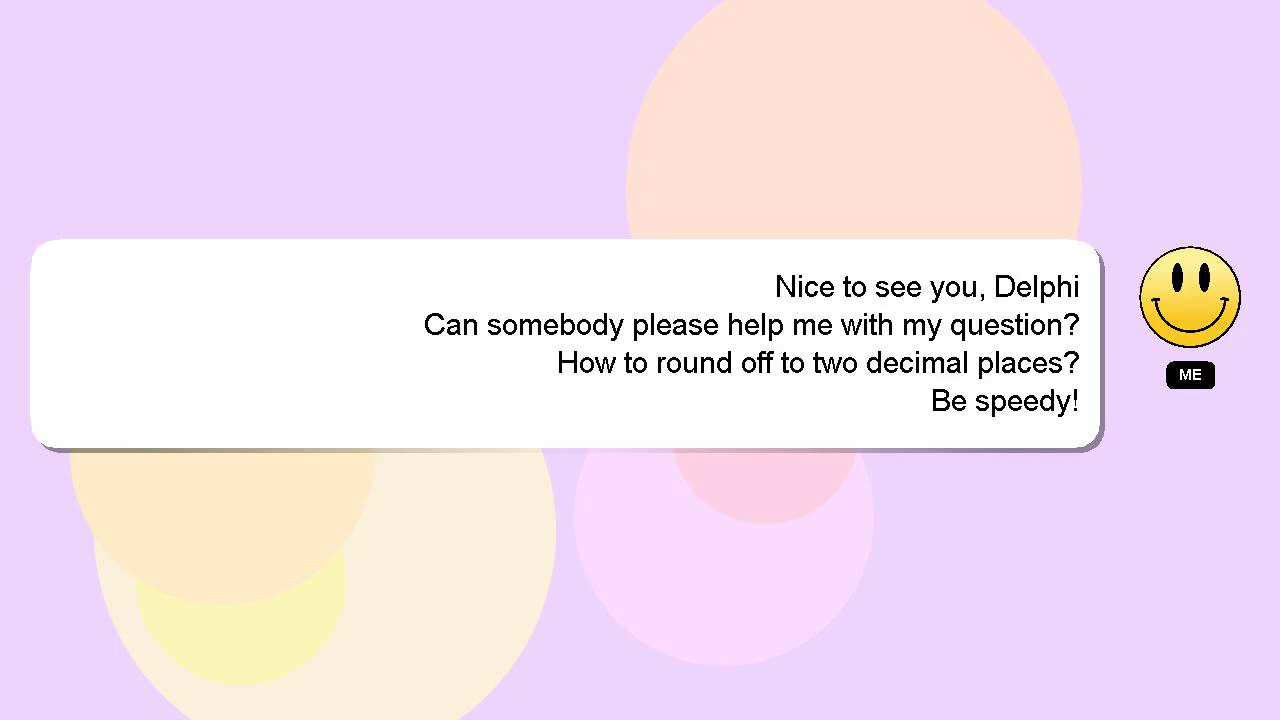 Nice to see you, Delphi
Can somebody please help me with my question?
How to round off to two decimal places?
Be speedy!
ME